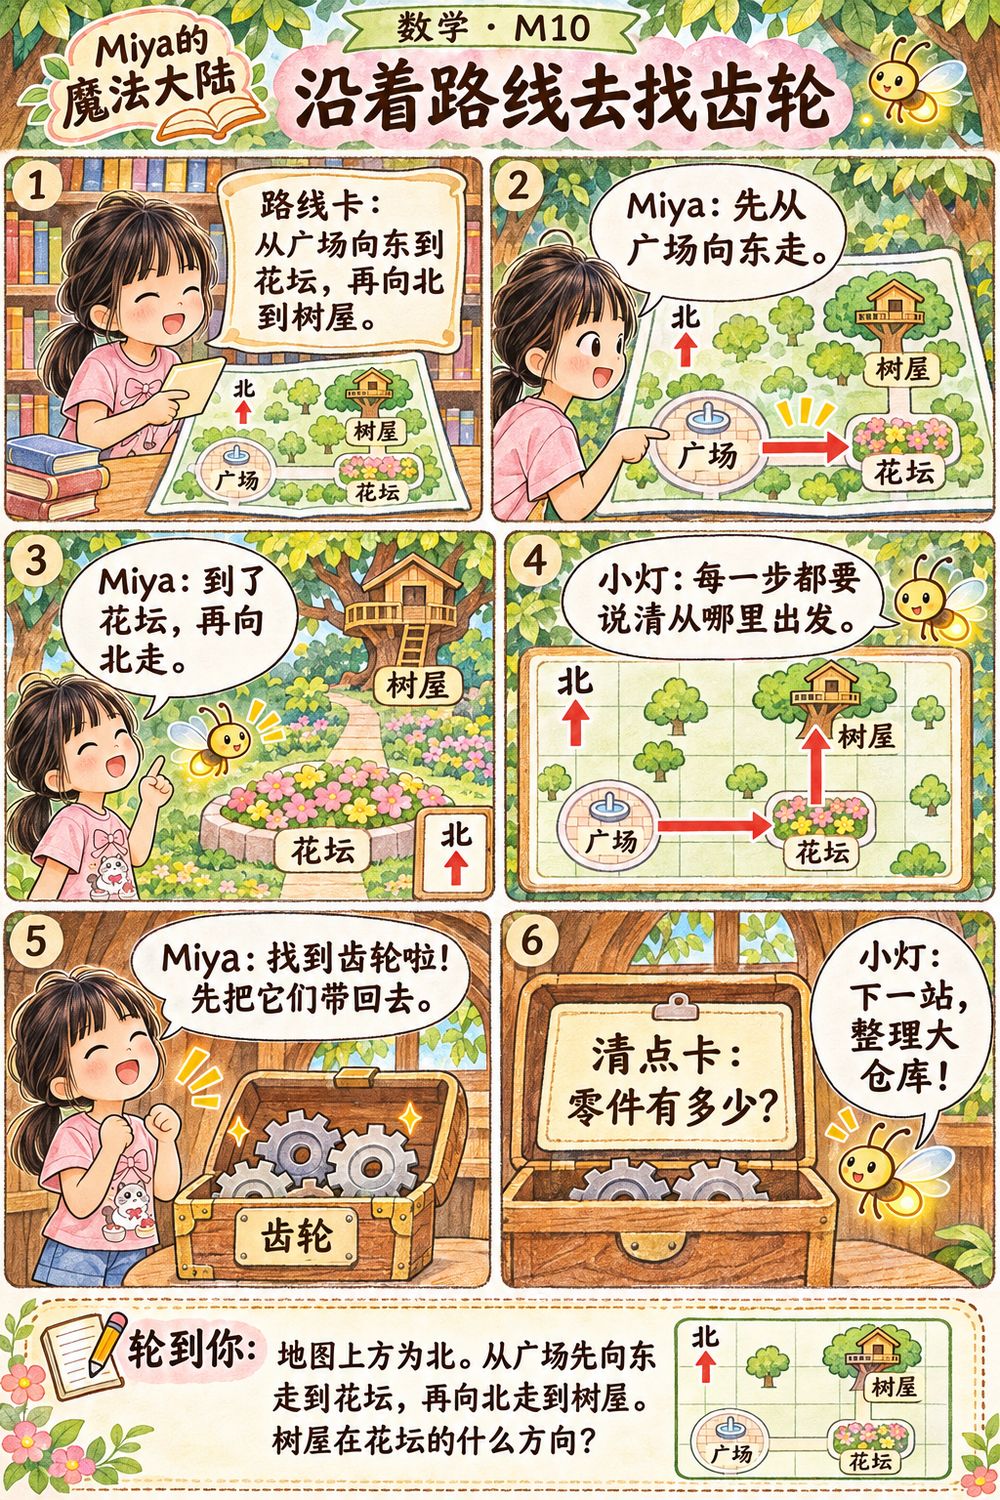 Miya的
魔法大陆
数学 · M10
沿着路线去找齿轮
1
路线卡：
从广场向东到
花坛，再向北
到树屋。
北
树屋
广场
花坛
2
Miya：先从
广场向东走。
北
树屋
广场
花坛
3
Miya：到了
花坛，再向
北走。
树屋
花坛
北
4
小灯：每一步都要
说清从哪里出发。
北
树屋
广场
花坛
5
Miya：找到齿轮啦！
先把它们带回去。
齿轮
6
清点卡：
零件有多少？
小灯：
下一站，
整理大
仓库！
轮到你：
地图上方为北。从广场先向东
走到花坛，再向北走到树屋。
树屋在花坛的什么方向？
北
树屋
广场
花坛